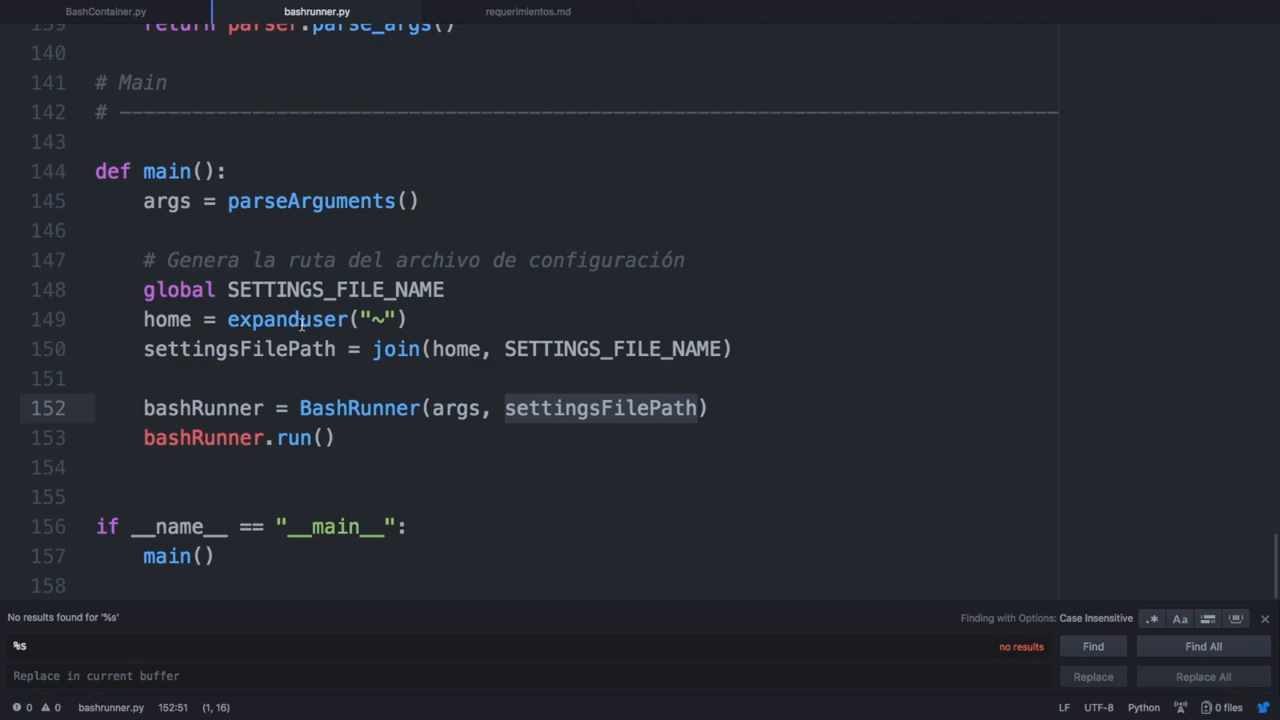 BashContainer.py
bashrunner.py
requerimientos.md
139 return parser.parse_args()
140
141 # Main
142 # ——————————————————————————————
143
144 def main():
145 args = parseArguments()
146
147 # Genera la ruta del archivo de configuración
148 global SETTINGS_FILE_NAME
149 home = expanduser("~")
150 settingsFilePath = join(home, SETTINGS_FILE_NAME)
151
152 bashRunner = BashRunner(args, settingsFilePath)
153 bashRunner.run()
154
155
156 if __name__ == "__main__":
157 main()
158
No results found for '%s'
Finding with Options: Case Insensitive
.* Aa
%s
no results
Find
Find All
Replace in current buffer
Replace
Replace All
0 0 bashrunner.py 152:51 (1, 16)
LF UTF-8 Python 0 files